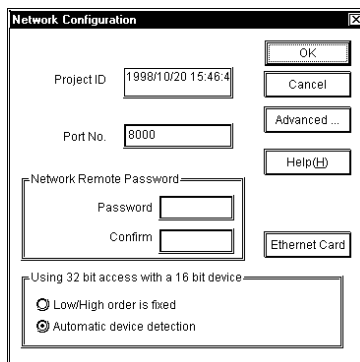 Network Configuration
OK
Project ID 1998/10/20 15:46:4
Cancel
Advanced ...
Port No. 8000
Help(H)
Network Remote Password
Password
Confirm
Ethernet Card
Using 32 bit access with a 16 bit device
Low/High order is fixed
Automatic device detection